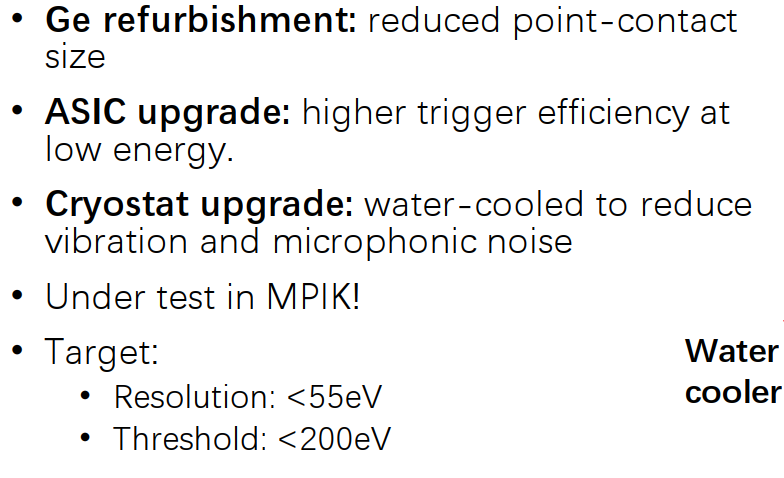 • Ge refurbishment: reduced point-contact
size
• ASIC upgrade: higher trigger efficiency at
low energy.
• Cryostat upgrade: water-cooled to reduce
vibration and microphonic noise
• Under test in MPIK!
• Target:
• Resolution: <55eV
• Threshold: <200eV
Water
cooler